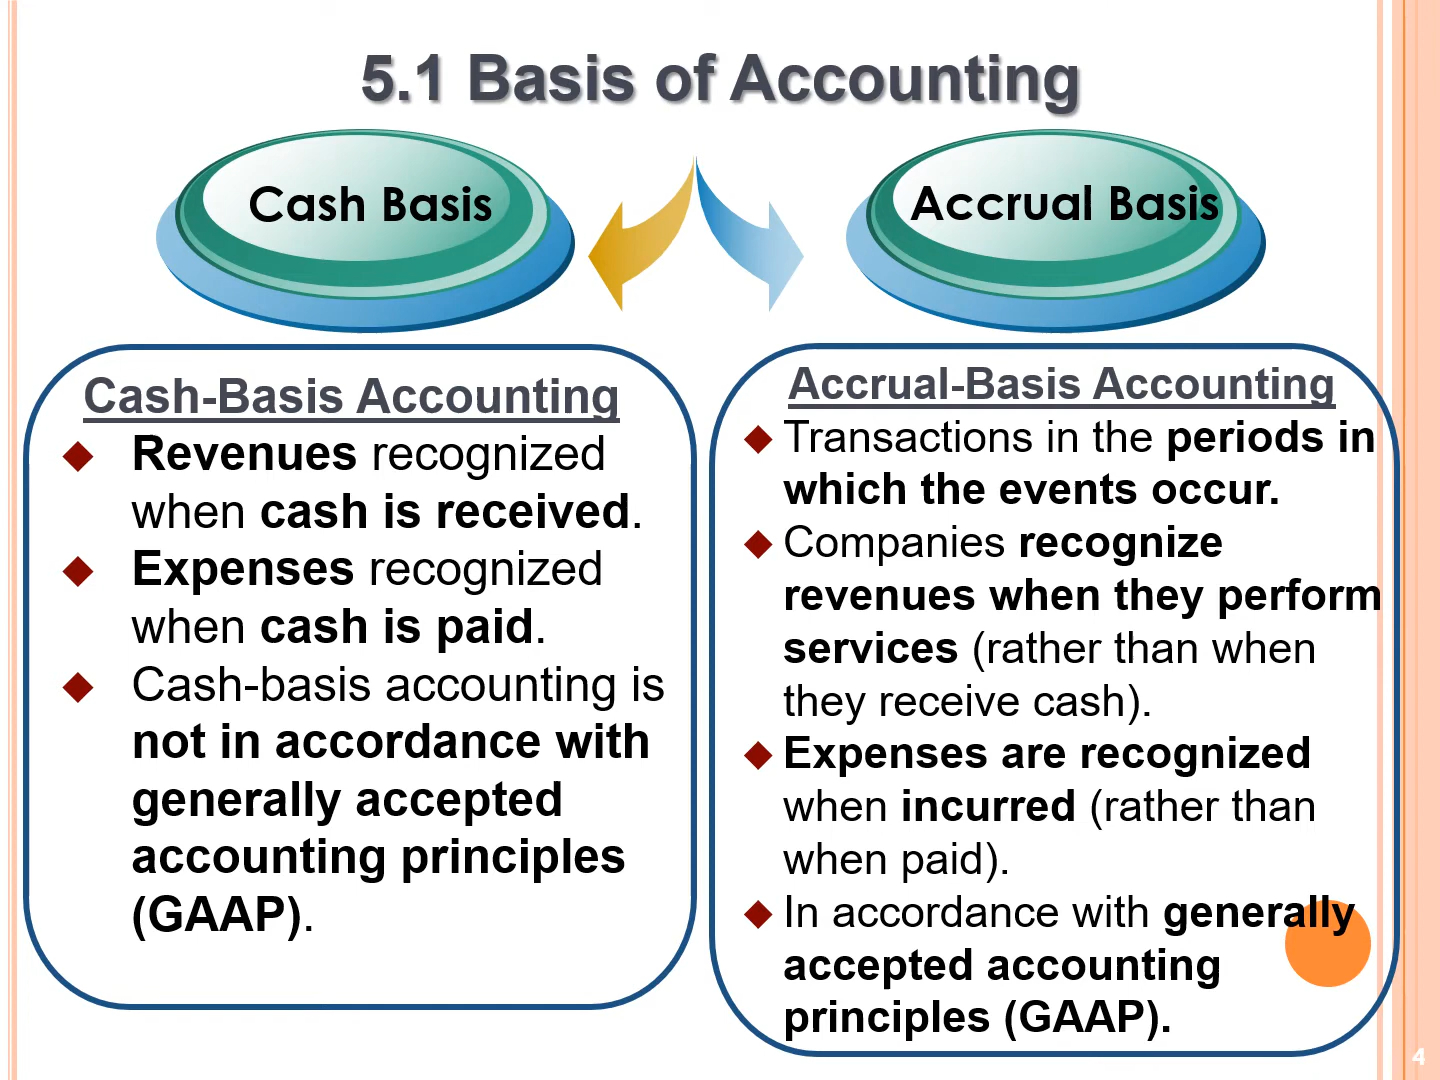 5.1 Basis of Accounting
Cash Basis
Accrual Basis
Cash-Basis Accounting
Revenues recognized
when cash is received.
Expenses recognized
when cash is paid.
Cash-basis accounting is
not in accordance with
generally accepted
accounting principles
(GAAP).
Accrual-Basis Accounting
Transactions in the periods in
which the events occur.
Companies recognize
revenues when they perform
services (rather than when
they receive cash).
Expenses are recognized
when incurred (rather than
when paid).
In accordance with generally
accepted accounting
principles (GAAP).
4